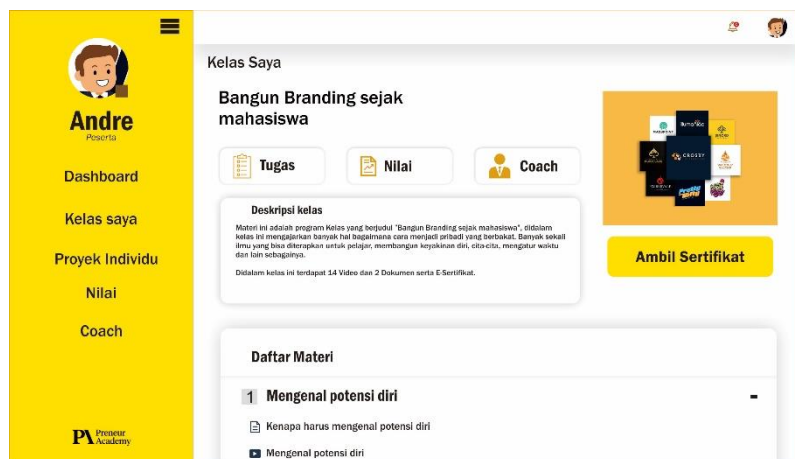 Andre
Peserta
Dashboard
Kelas saya
Proyek Individu
Nilai
Coach
PA Preneur
Academy
Kelas Saya
Bangun Branding sejak
mahasiswa
Tugas
Nilai
Coach
Deskripsi kelas
Materi ini adalah program Kelas yang berjudul "Bangun Branding sejak mahasiswa", didalam
kelas ini mengajarkan banyak hal bagaimana cara menjadi pribadi yang berbakat. Banyak sekali
ilmu yang bisa diterapkan untuk pelajar, membangun keyakinan diri, cita-cita, mengatur waktu
dan lain sebagainya.
Didalam kelas ini terdapat 14 Video dan 2 Dokumen serta E-Sertifikat.
CROSBY
Ambil Sertifikat
Daftar Materi
1 Mengenal potensi diri -
Kenapa harus mengenal potensi diri
Mengenal potensi diri